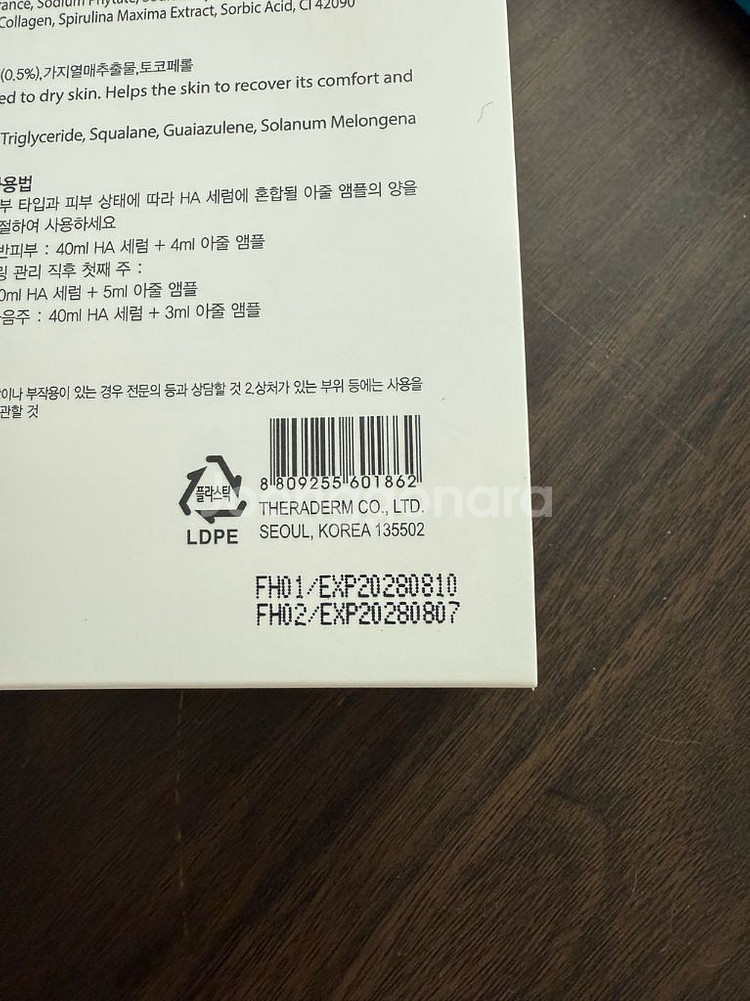 Sodium Phytate,
Collagen, Spirulina Maxima Extract, Sorbic Acid, CI 42090
(0.5%),가지열매추출물,토코페롤
ed to dry skin. Helps the skin to recover its comfort and
Triglyceride, Squalane, Guaiazulene, Solanum Melongena
용법
부 타입과 피부 상태에 따라 HA 세럼에 혼합될 아줄 앰플의 양을
절하여 사용하세요
반피부 : 40ml HA 세럼 + 4ml 아줄 앰플
링 관리 직후 첫째 주 :
0ml HA 세럼 + 5ml 아줄 앰플
음주 : 40ml HA 세럼 + 3ml 아줄 앰플
이나 부작용이 있는 경우 전문의 등과 상담할 것 2.상처가 있는 부위 등에는 사용을
관할 것
8 809255 601862
플라스틱
LDPE
THERADERM CO., LTD.
SEOUL, KOREA 135502
joongonara
FH01/EXP20280810
FH02/EXP20280807